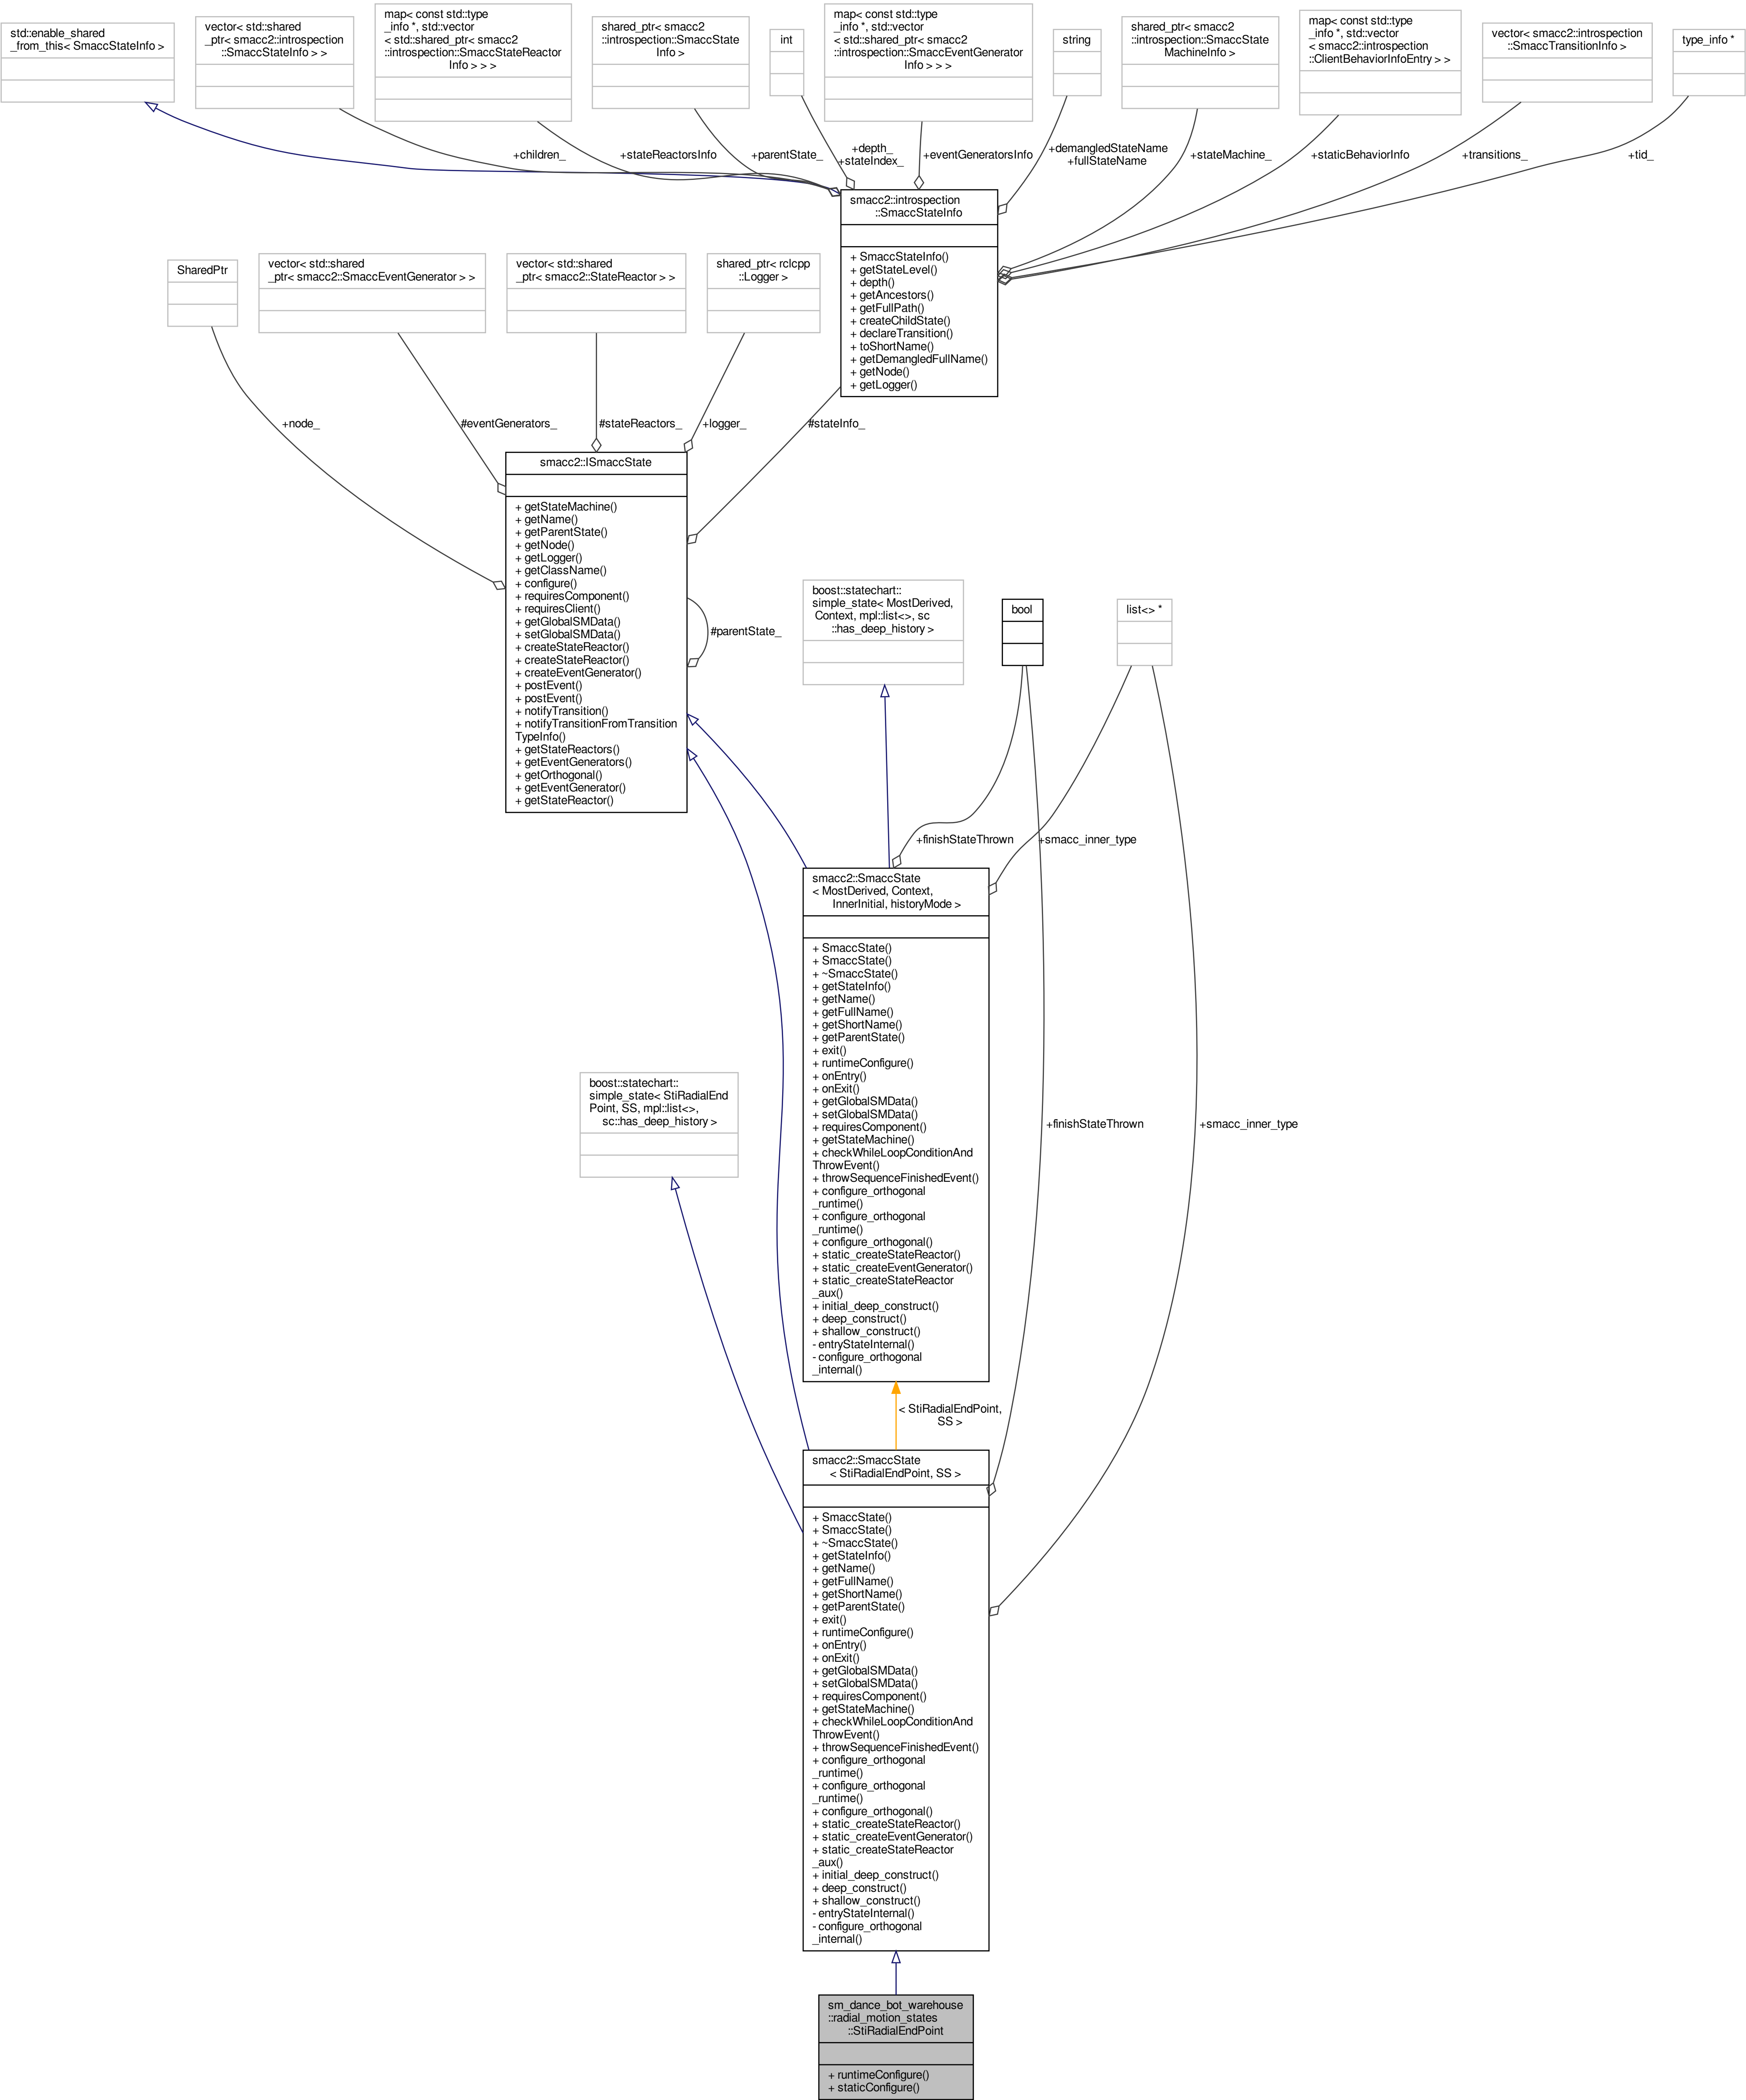 std::enable_shared
_from_this< SmaccStateInfo >
vector< std::shared
_ptr< smacc2::introspection
::SmaccStateInfo > >
map< const std::type
_info *, std::vector
< std::shared_ptr< smacc2
::introspection::SmaccStateReactor
Info > > >
shared_ptr< smacc2
::introspection::SmaccState
Info >
int
map< const std::type
_info *, std::vector
< std::shared_ptr< smacc2
::introspection::SmaccEventGenerator
Info > > >
string
shared_ptr< smacc2
::introspection::SmaccState
MachineInfo >
map< const std::type
_info *, std::vector
< smacc2::introspection
::ClientBehaviorInfoEntry > >
vector< smacc2::introspection
::SmaccTransitionInfo >
type_info *
+children_
+stateReactorsInfo
+parentState_
+depth_
+stateIndex_
+eventGeneratorsInfo
+demangledStateName
+fullStateName
+stateMachine_
+staticBehaviorInfo
+transitions_
+tid_
smacc2::introspection
::SmaccStateInfo
+ SmaccStateInfo()
+ getStateLevel()
+ depth()
+ getAncestors()
+ getFullPath()
+ createChildState()
+ declareTransition()
+ toShortName()
+ getDemangledFullName()
+ getNode()
+ getLogger()
SharedPtr
vector< std::shared
_ptr< smacc2::SmaccEventGenerator > >
vector< std::shared
_ptr< smacc2::StateReactor > >
shared_ptr< rclcpp
::Logger >
+node_
#eventGenerators_
#stateReactors_
+logger_
#stateInfo_
smacc2::ISmaccState
+ getStateMachine()
+ getName()
+ getParentState()
+ getNode()
+ getLogger()
+ getClassName()
+ configure()
+ requiresComponent()
+ requiresClient()
+ getGlobalSMData()
+ setGlobalSMData()
+ createStateReactor()
+ createStateReactor()
+ createEventGenerator()
+ postEvent()
+ postEvent()
+ notifyTransition()
+ notifyTransitionFromTransition
TypeInfo()
+ getStateReactors()
+ getEventGenerators()
+ getOrthogonal()
+ getEventGenerator()
+ getStateReactor()
#parentState_
boost::statechart::
simple_state< MostDerived,
Context, mpl::list<>, sc
::has_deep_history >
bool
list<> *
+finishStateThrown
+smacc_inner_type
smacc2::SmaccState
< MostDerived, Context,
InnerInitial, historyMode >
+ SmaccState()
+ SmaccState()
+ ~SmaccState()
+ getStateInfo()
+ getName()
+ getFullName()
+ getShortName()
+ getParentState()
+ exit()
+ runtimeConfigure()
+ onEntry()
+ onExit()
+ getGlobalSMData()
+ setGlobalSMData()
+ requiresComponent()
+ getStateMachine()
+ checkWhileLoopConditionAnd
ThrowEvent()
+ throwSequenceFinishedEvent()
+ configure_orthogonal
_runtime()
+ configure_orthogonal
_runtime()
+ configure_orthogonal()
+ static_createStateReactor()
+ static_createEventGenerator()
+ static_createStateReactor
_aux()
+ initial_deep_construct()
+ deep_construct()
+ shallow_construct()
- entryStateInternal()
- configure_orthogonal
_internal()
boost::statechart::
simple_state< StiRadialEnd
Point, SS, mpl::list<>,
sc::has_deep_history >
+finishStateThrown
+smacc_inner_type
< StiRadialEndPoint,
SS >
smacc2::SmaccState
< StiRadialEndPoint, SS >
+ SmaccState()
+ SmaccState()
+ ~SmaccState()
+ getStateInfo()
+ getName()
+ getFullName()
+ getShortName()
+ getParentState()
+ exit()
+ runtimeConfigure()
+ onEntry()
+ onExit()
+ getGlobalSMData()
+ setGlobalSMData()
+ requiresComponent()
+ getStateMachine()
+ checkWhileLoopConditionAnd
ThrowEvent()
+ throwSequenceFinishedEvent()
+ configure_orthogonal
_runtime()
+ configure_orthogonal
_runtime()
+ configure_orthogonal()
+ static_createStateReactor()
+ static_createEventGenerator()
+ static_createStateReactor
_aux()
+ initial_deep_construct()
+ deep_construct()
+ shallow_construct()
- entryStateInternal()
- configure_orthogonal
_internal()
sm_dance_bot_warehouse
::radial_motion_states
::StiRadialEndPoint
+ runtimeConfigure()
+ staticConfigure()